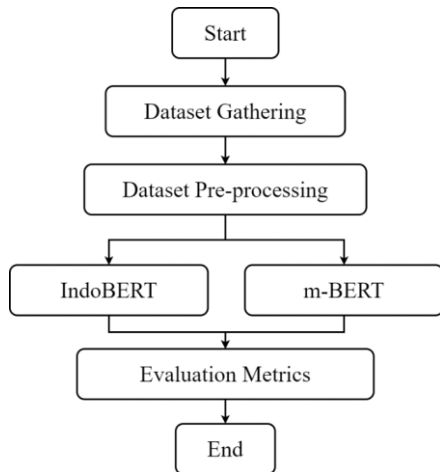 Start
Dataset Gathering
Dataset Pre-processing
IndoBERT
m-BERT
Evaluation Metrics
End